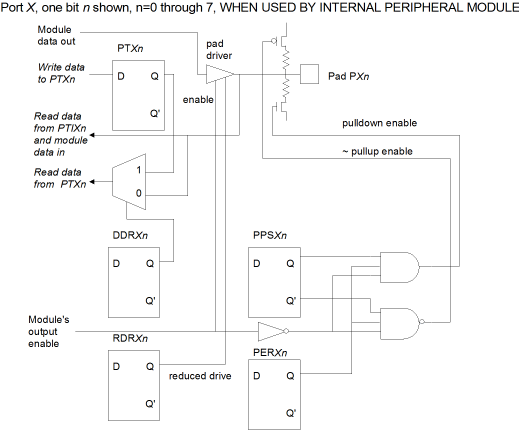 Port X, one bit n shown, n=0 through 7, WHEN USED BY INTERNAL PERIPHERAL MODULE
Module
data out
PTXn
pad
driver
Write data
to PTXn
D
Q
Q'
enable
Pad PXn
Read data
from PTIXn
and module
data in
pulldown enable
~ pullup enable
Read data
from PTXn
1
0
DDRXn
D
Q
Q'
PPSXn
D
Q
Q'
Module's
output
enable
RDRXn
D
Q
Q'
reduced drive
PERXn
D
Q
Q'